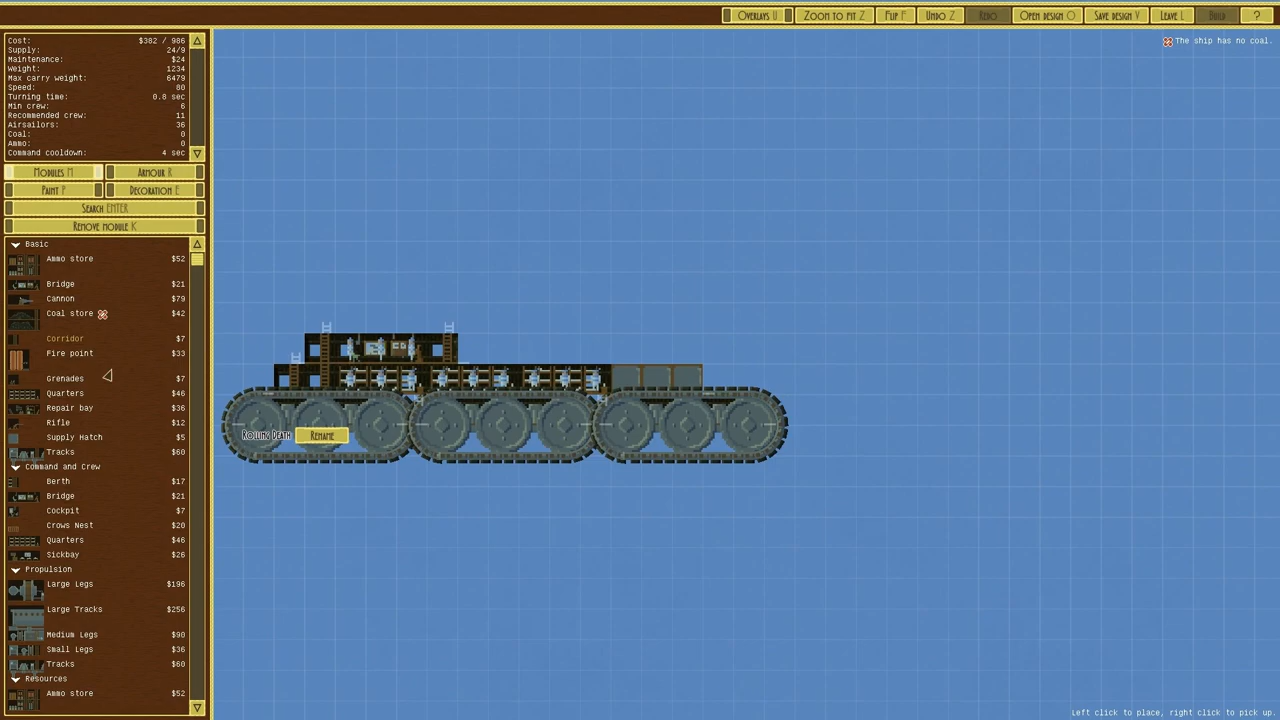 OVERLAYS U ZOOM TO FIT Z FLIP F UNDO Z REDO OPEN DESIGN O SAVE DESIGN V LEAVE L BUILD ?
The ship has no coal.
Cost: $382 / 986
Supply: 24/9
Maintenance: $24
Weight: 1234
Max carry weight: 6479
Speed: 80
Turning time: 0.8 sec
Min crew: 6
Recommended crew: 11
Airsailors: 36
Coal: 0
Ammo: 0
Command cooldown: 4 sec
MODULES M ARMOUR R
PAINT P DECORATION E
SEARCH ENTER
REMOVE MODULE K
Basic
Ammo store $52
Bridge $21
Cannon $79
Coal store $42
Corridor $7
Fire point $33
Grenades $7
Quarters $46
Repair bay $36
Rifle $12
Supply Hatch $5
Tracks $60
Command and Crew
Berth $17
Bridge $21
Cockpit $7
Crows Nest $20
Quarters $46
Sickbay $26
Propulsion
Large Legs $196
Large Tracks $256
Medium Legs $90
Small Legs $36
Tracks $60
Resources
Ammo store $52
ROLLING DEATH RENAME
Left click to place, right click to pick up.